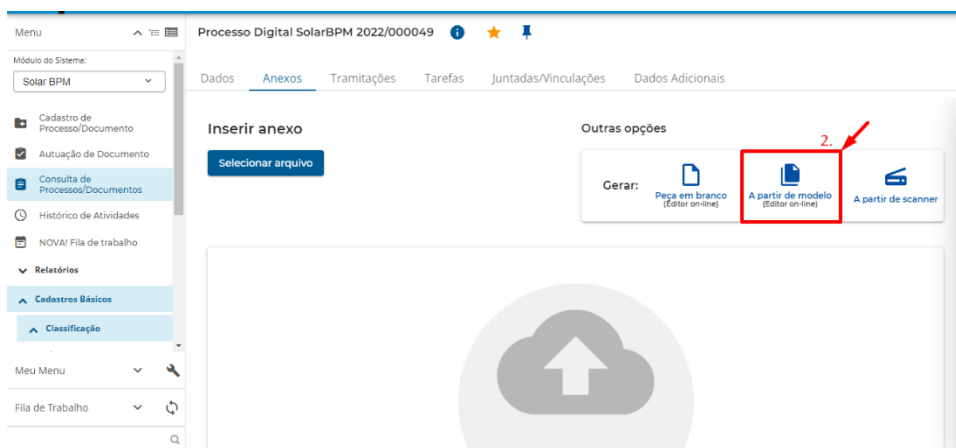 Menu
Processo Digital SolarBPM 2022/000049
Módulo do Sistema:
Solar BPM
Dados
Anexos
Tramitações
Tarefas
Juntadas/Vinculações
Dados Adicionais
Cadastro de
Processo/Documento
Autuação de Documento
Consulta de
Processos/Documentos
Histórico de Atividades
NOVA! Fila de trabalho
Relatórios
Cadastros Básicos
Classificação
Meu Menu
Fila de Trabalho
Inserir anexo
Selecionar arquivo
Outras opções
2.
Gerar:
Peça em branco
(Editor on-line)
A partir de modelo
(Editor on-line)
A partir de scanner